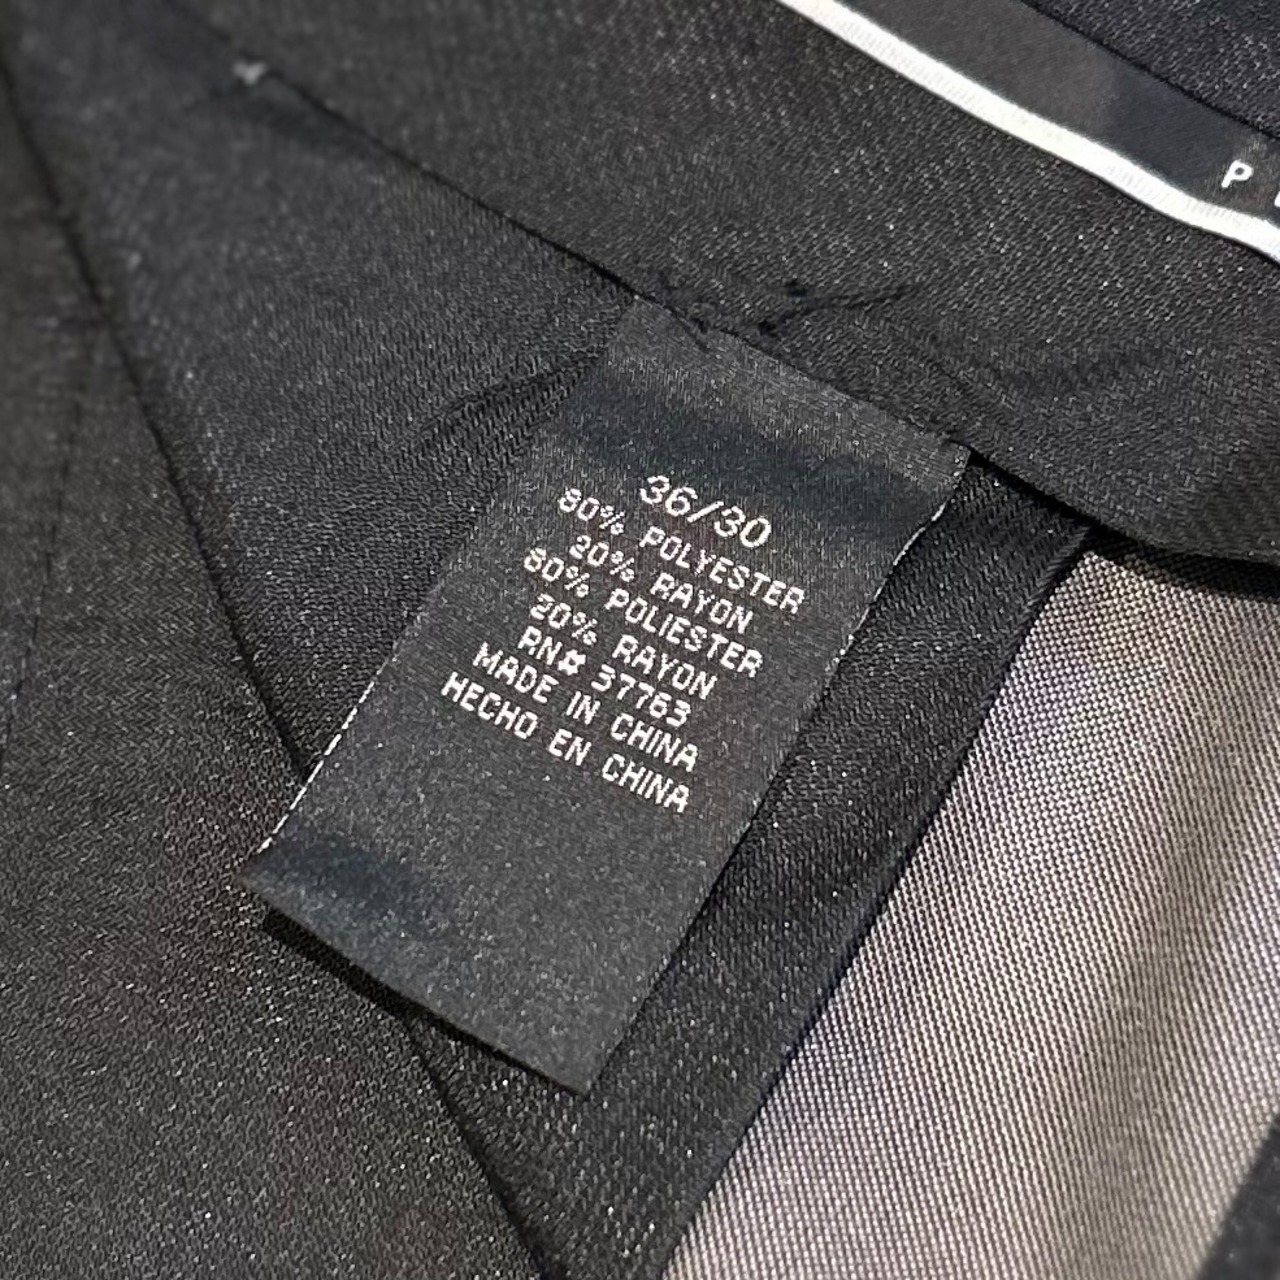 P
36/30
80% POLYESTER
20% RAYON
80% POLIESTER
20% RAYON
RN# 37763
MADE IN CHINA
HECHO EN CHINA